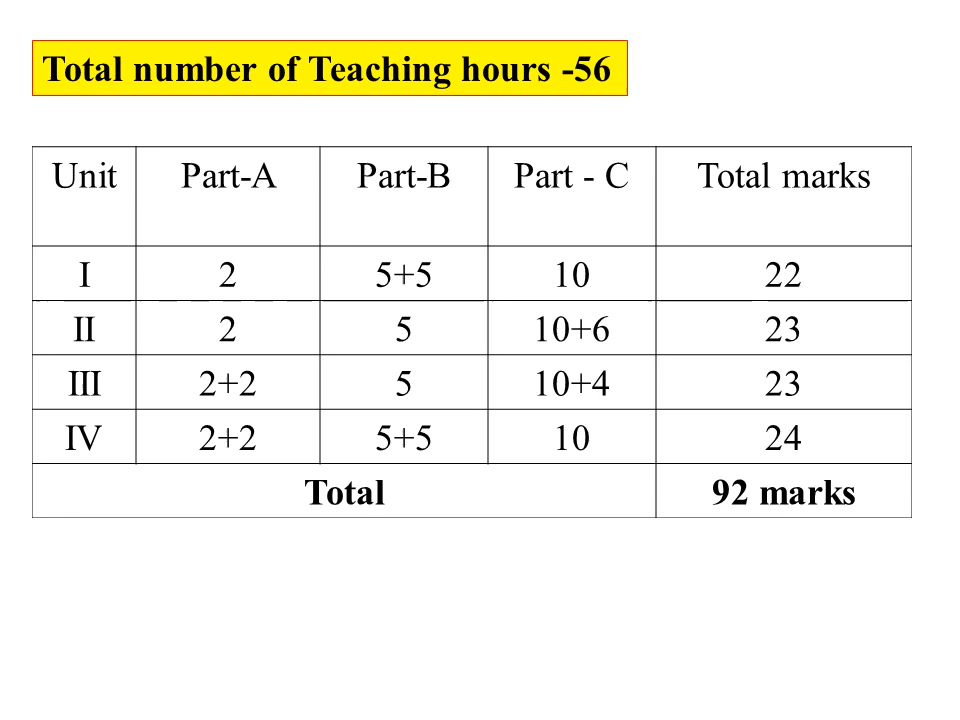 Total number of Teaching hours -56
Unit Part-A Part-B Part - C Total marks
I 2 5+5 10 22
II 2 5 10+6 23
III 2+2 5 10+4 23
IV 2+2 5+5 10 24
Total 92 marks